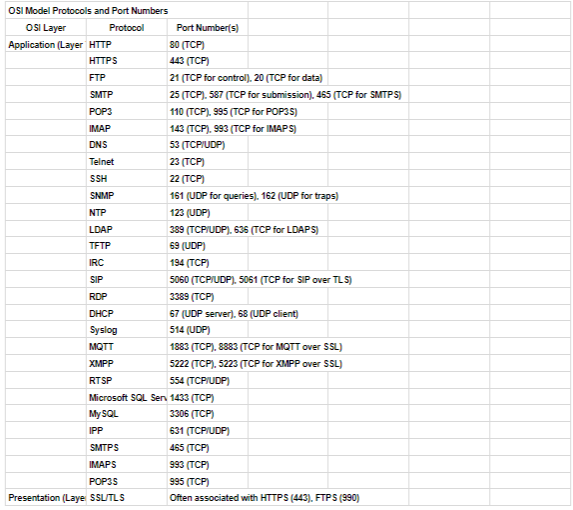 OSI Model Protocols and Port Numbers
OSI Layer Protocol Port Number(s)
Application (Layer HTTP 80 (TCP)
HTTPS 443 (TCP)
FTP 21 (TCP for control), 20 (TCP for data)
SMTP 25 (TCP), 587 (TCP for submission), 465 (TCP for SMTPS)
POP3 110 (TCP), 995 (TCP for POP3S)
IMAP 143 (TCP), 993 (TCP for IMAPS)
DNS 53 (TCP/UDP)
Telnet 23 (TCP)
SSH 22 (TCP)
SNMP 161 (UDP for queries), 162 (UDP for traps)
NTP 123 (UDP)
LDAP 389 (TCP/UDP), 636 (TCP for LDAPS)
TFTP 69 (UDP)
IRC 194 (TCP)
SIP 5060 (TCP/UDP), 5061 (TCP for SIP over TLS)
RDP 3389 (TCP)
DHCP 67 (UDP server), 68 (UDP client)
Syslog 514 (UDP)
MQTT 1883 (TCP), 8883 (TCP for MQTT over SSL)
XMPP 5222 (TCP), 5223 (TCP for XMPP over SSL)
RTSP 554 (TCP/UDP)
Microsoft SQL Serv 1433 (TCP)
MySQL 3306 (TCP)
IPP 631 (TCP/UDP)
SMTPS 465 (TCP)
IMAPS 993 (TCP)
POP3S 995 (TCP)
Presentation (Laye SSL/TLS Often associated with HTTPS (443), FTPS (990)